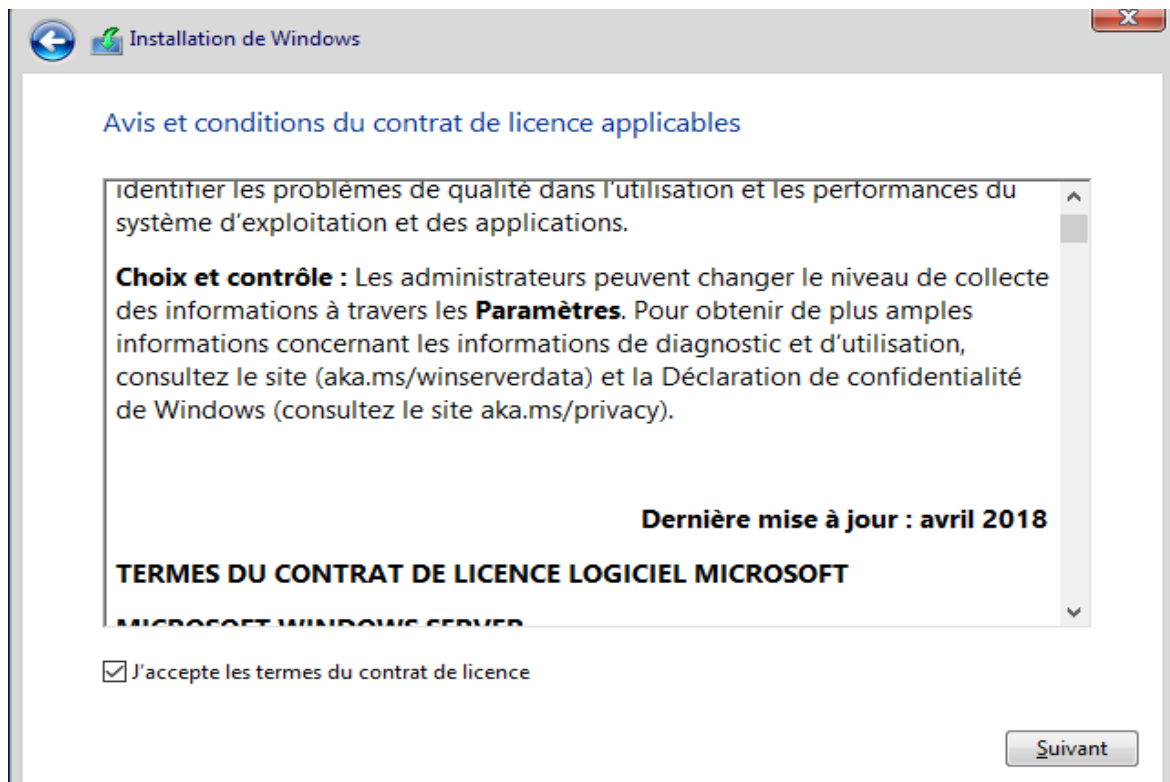 Installation de Windows
Avis et conditions du contrat de licence applicables
identifier les problèmes de qualité dans l'utilisation et les performances du
système d'exploitation et des applications.
Choix et contrôle : Les administrateurs peuvent changer le niveau de collecte
des informations à travers les Paramètres. Pour obtenir de plus amples
informations concernant les informations de diagnostic et d'utilisation,
consultez le site (aka.ms/winserverdata) et la Déclaration de confidentialité
de Windows (consultez le site aka.ms/privacy).
Dernière mise à jour : avril 2018
TERMES DU CONTRAT DE LICENCE LOGICIEL MICROSOFT
MICROSOFT WINDOWS SERVER
J'accepte les termes du contrat de licence
Suivant